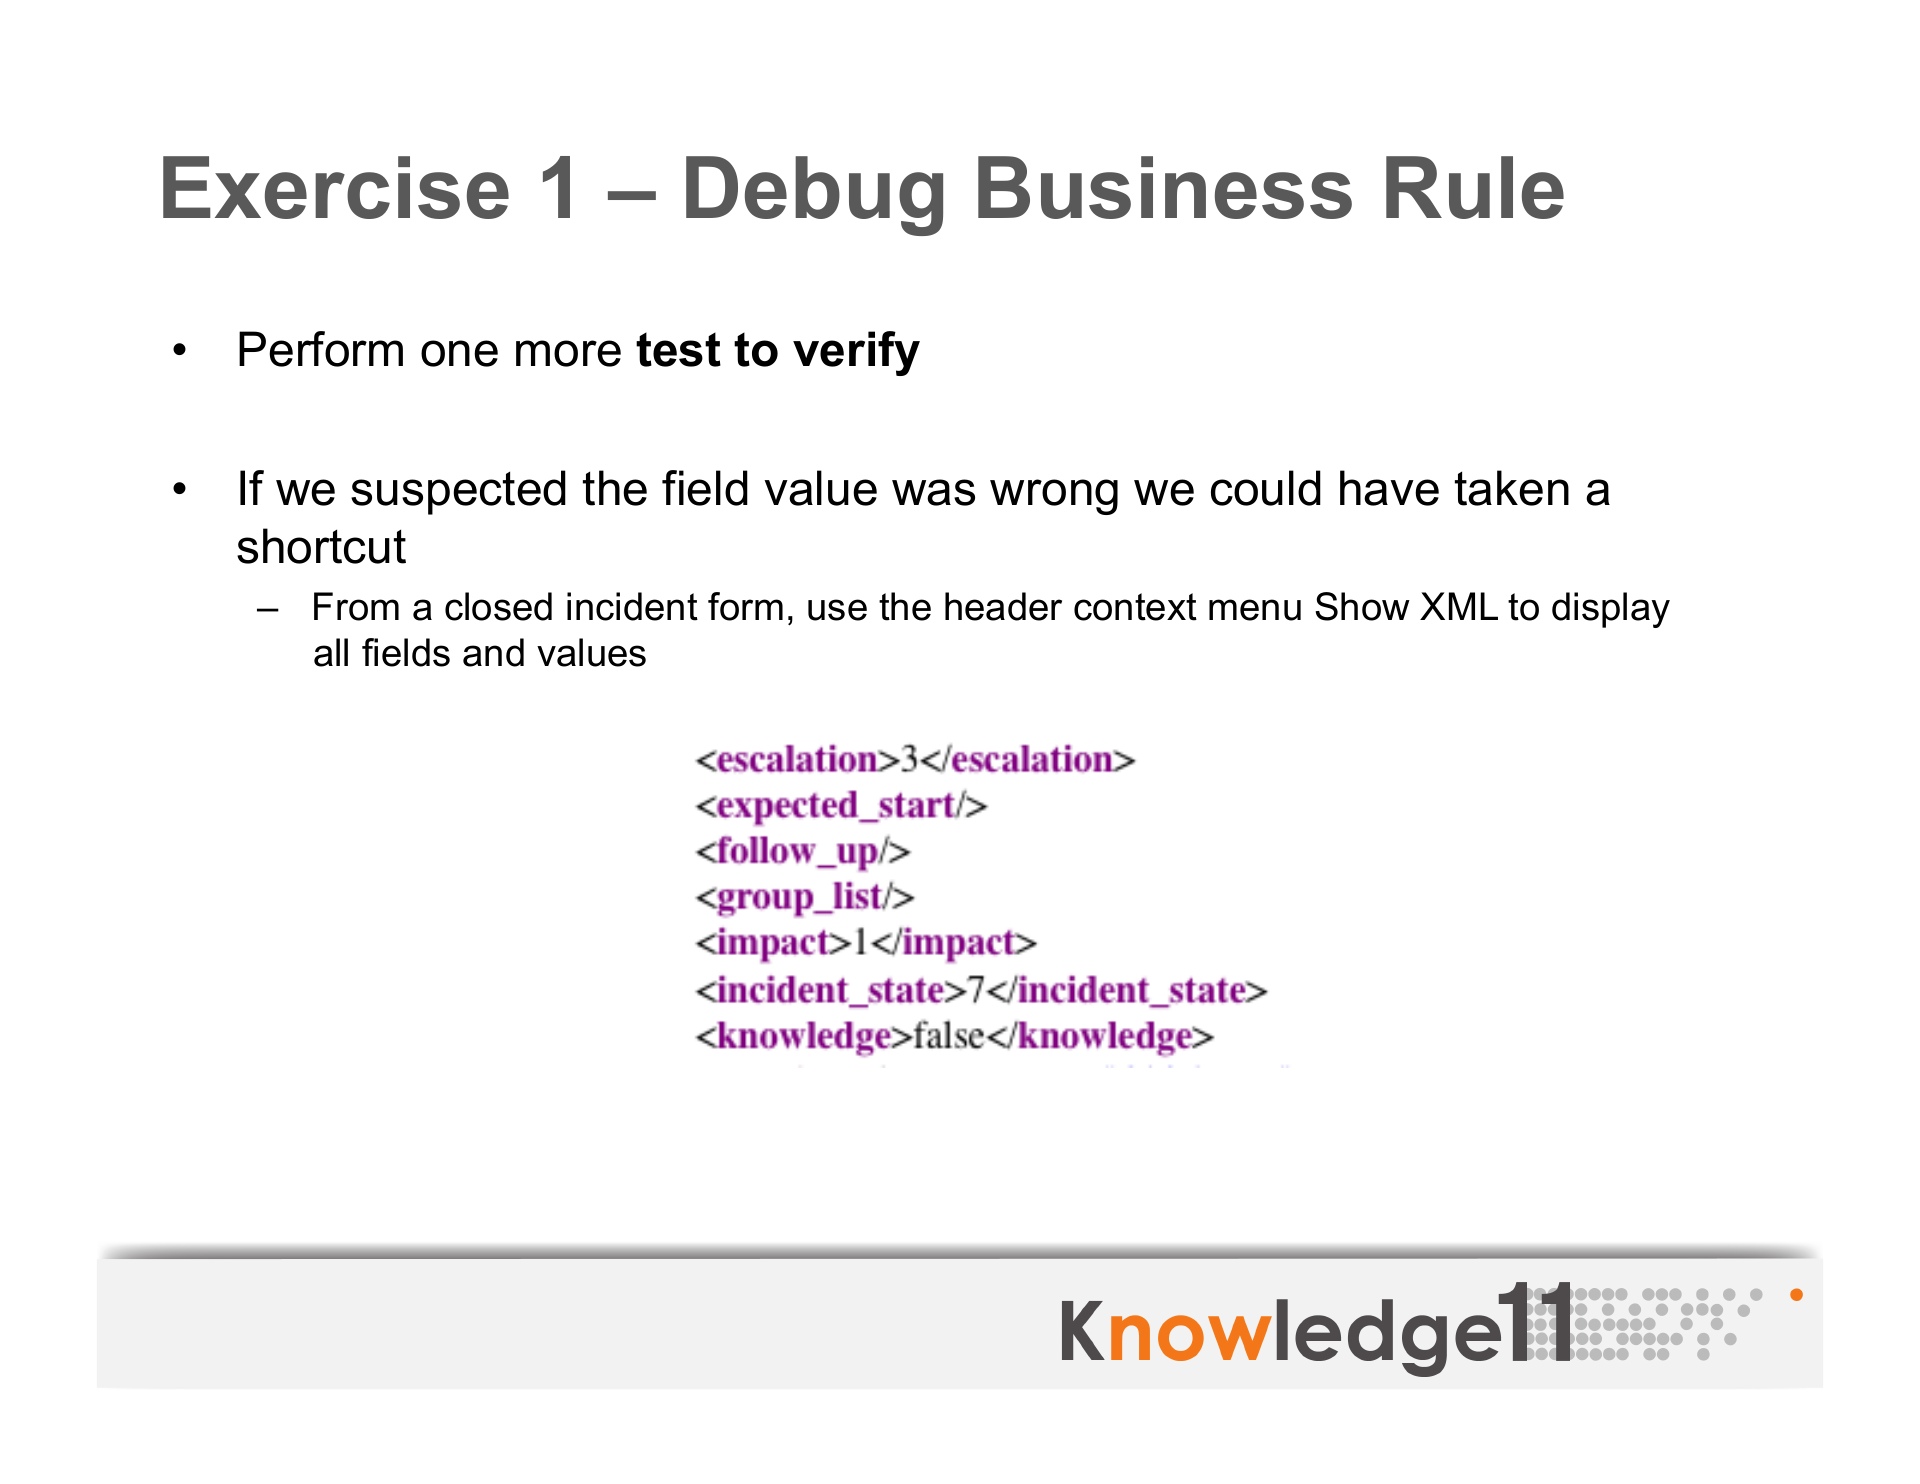 Exercise 1 – Debug Business Rule
• Perform one more test to verify
• If we suspected the field value was wrong we could have taken a
shortcut
– From a closed incident form, use the header context menu Show XML to display
all fields and values
<escalation>3</escalation>
<expected_start/>
<follow_up/>
<group_list/>
<impact>1</impact>
<incident_state>7</incident_state>
<knowledge>false</knowledge>
Knowledge11